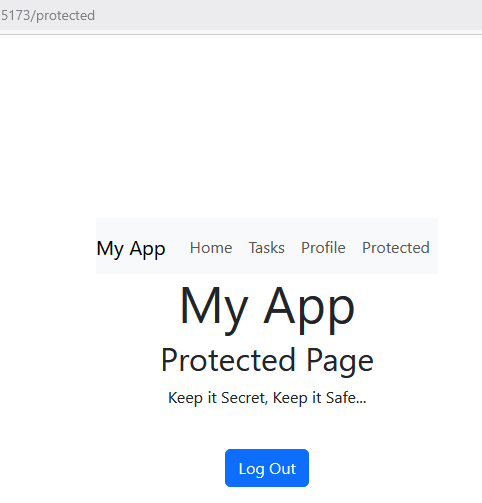 5173/protected
My App Home Tasks Profile Protected
My App
Protected Page
Keep it Secret, Keep it Safe...
Log Out